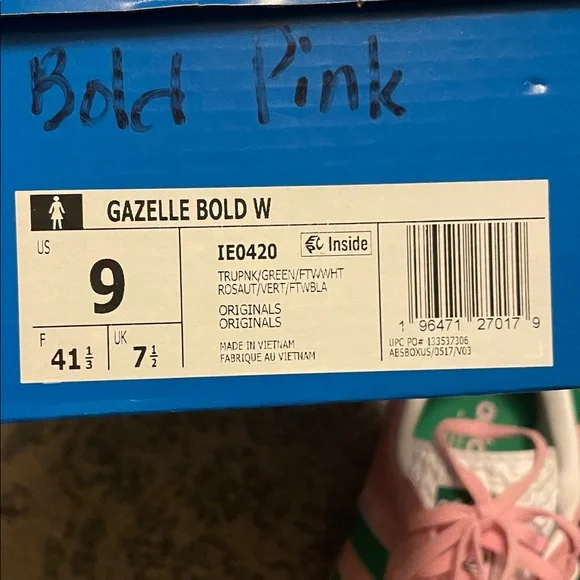 Bold Pink
GAZELLE BOLD W
US
9
F
41 1/3
UK
7 1/2
IE0420
Inside
TRUPNK/GREEN/FTWWHT
ROSAUT/VERT/FTWBLA
ORIGINALS
ORIGINALS
MADE IN VIETNAM
FABRIQUE AU VIETNAM
1 96471 27017 9
UPC PO# 133537306
ABSBOXUS/0517/V03